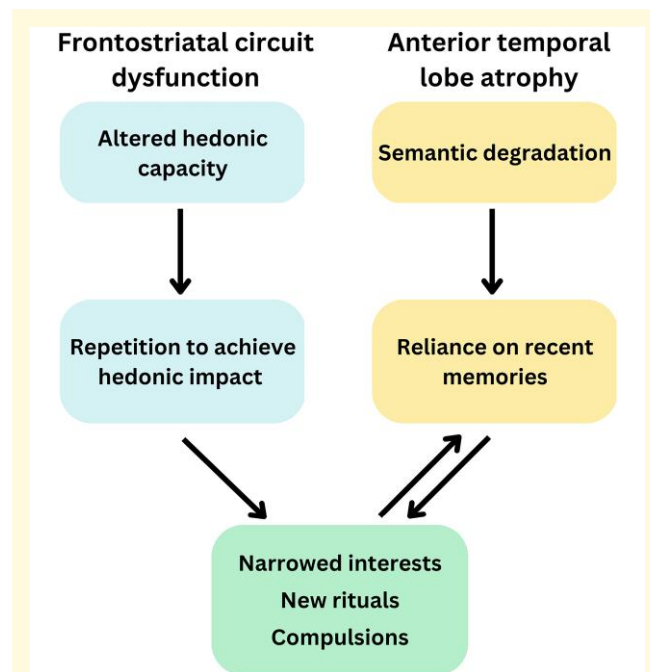 Frontostriatal circuit
dysfunction
Altered hedonic
capacity
Repetition to achieve
hedonic impact
Anterior temporal
lobe atrophy
Semantic degradation
Reliance on recent
memories
Narrowed interests
New rituals
Compulsions